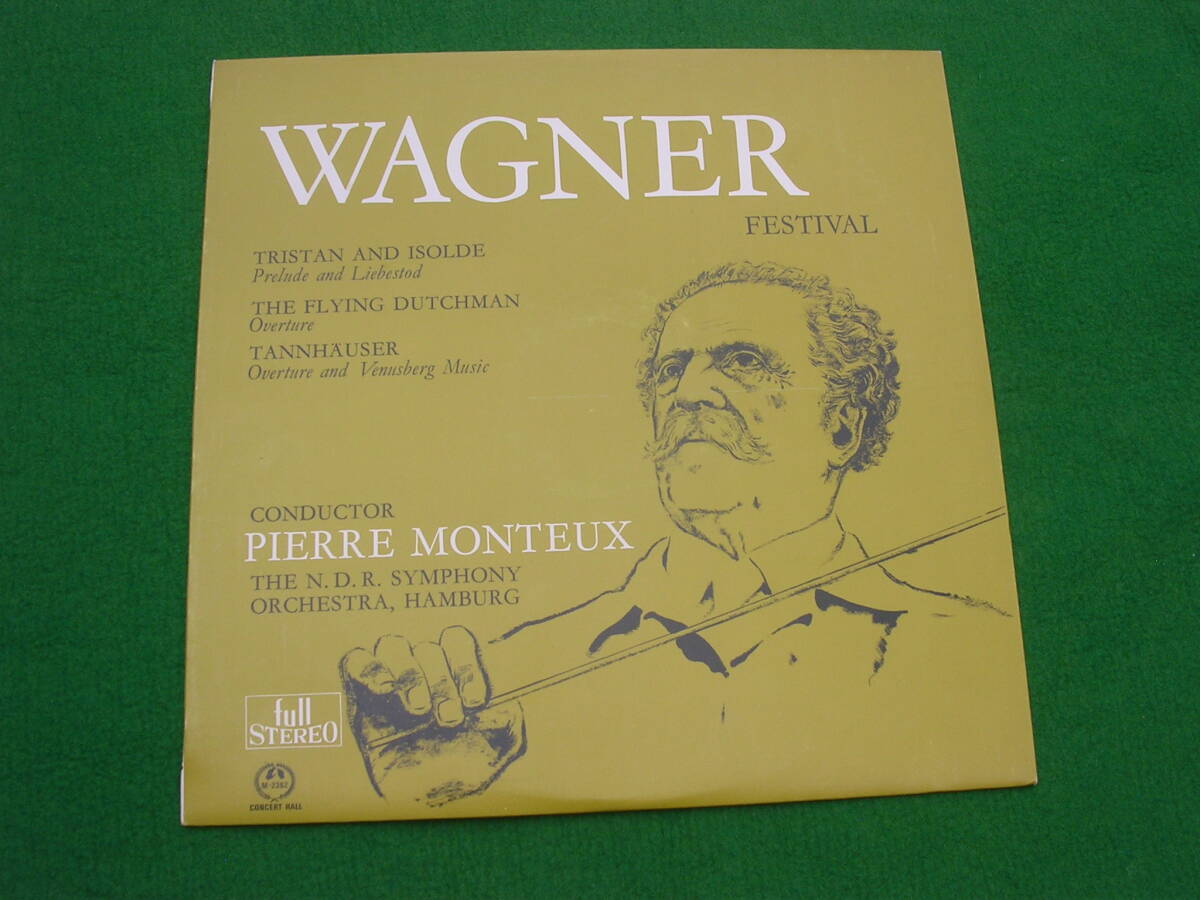 WAGNER
FESTIVAL
TRISTAN AND ISOLDE
Prelude and Liebestod
THE FLYING DUTCHMAN
Overture
TANNHÄUSER
Overture and Venusberg Music
CONDUCTOR
PIERRE MONTEUX
THE N.D.R. SYMPHONY
ORCHESTRA, HAMBURG
full
STEREO
M-2362
CONCERT HALL